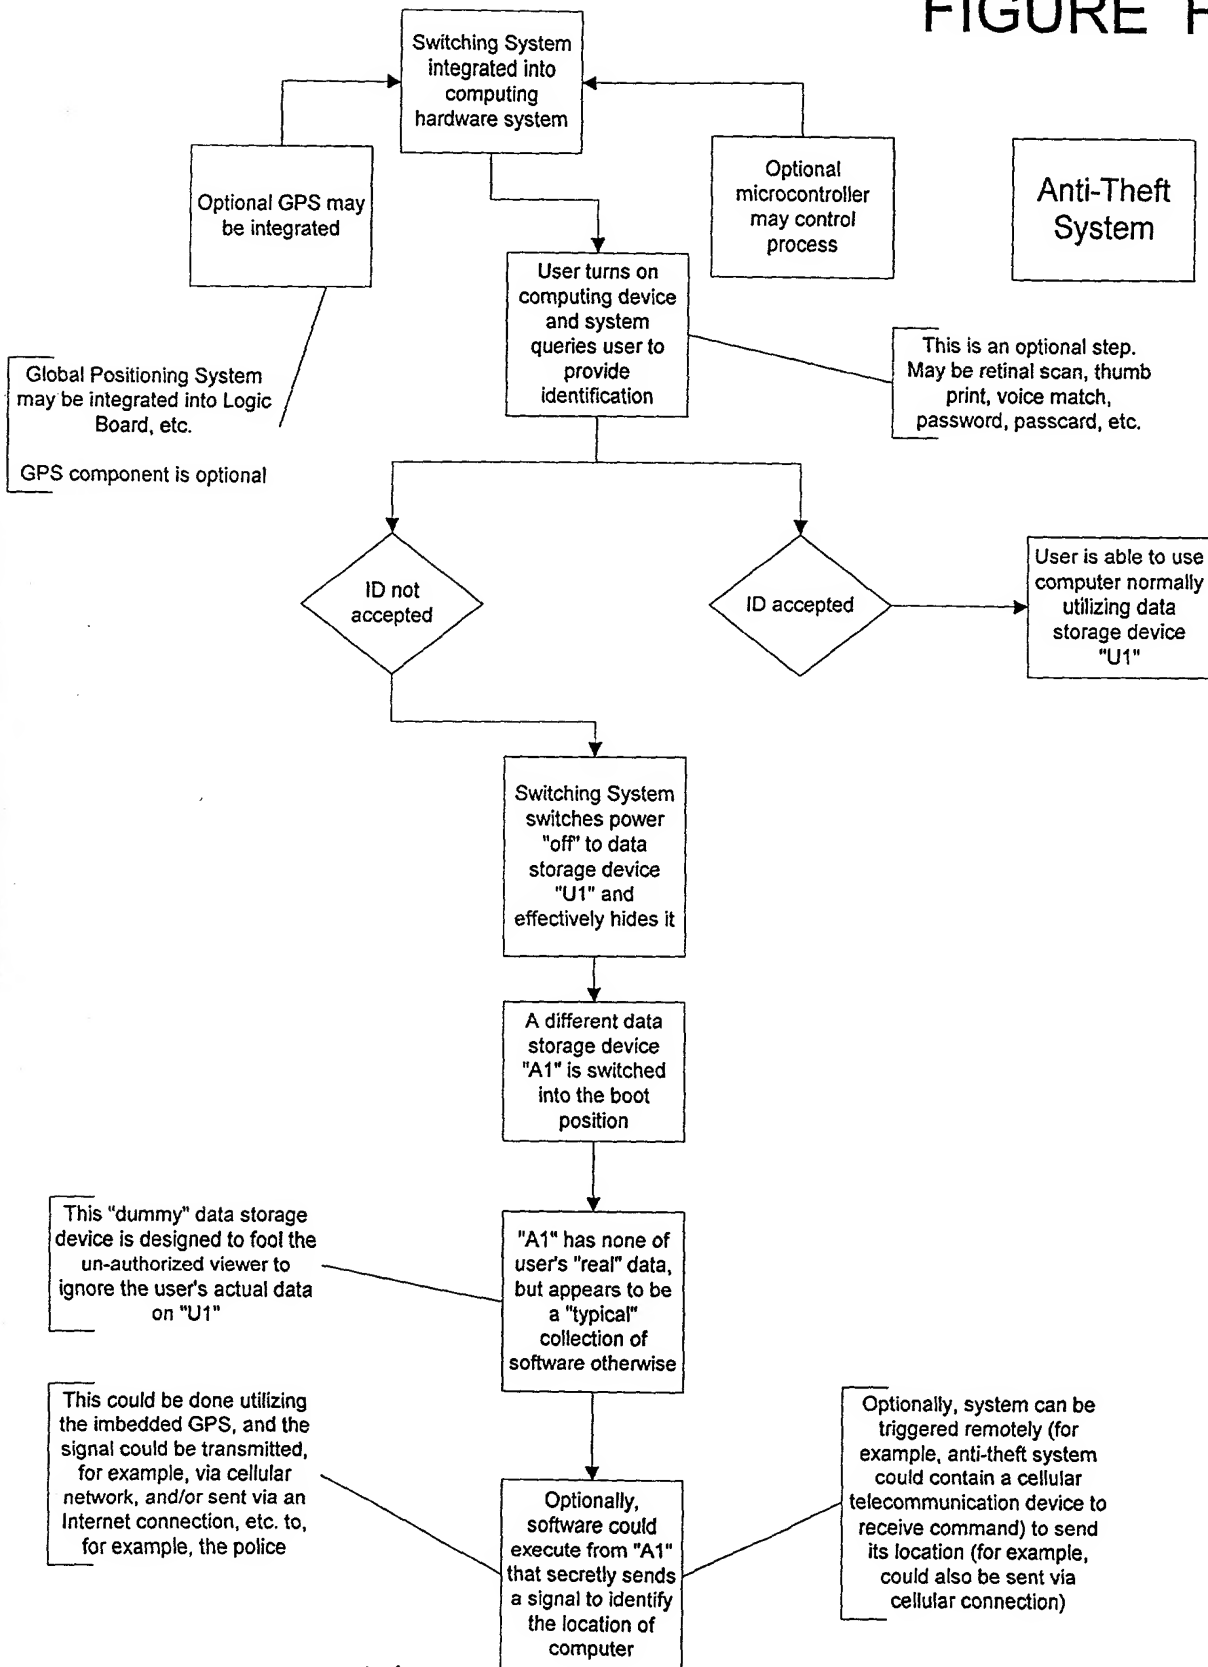 FIGURE F
Switching System
integrated into
computing
hardware system
Optional GPS may
be integrated
Optional
microcontroller
may control
process
Anti-Theft
System
User turns on
computing device
and system
queries user to
provide
identification
This is an optional step.
May be retinal scan, thumb
print, voice match,
password, passcard, etc.
Global Positioning System
may be integrated into Logic
Board, etc.
GPS component is optional
ID not
accepted
ID accepted
User is able to use
computer normally
utilizing data
storage device
"U1"
Switching System
switches power
"off" to data
storage device
"U1" and
effectively hides it
A different data
storage device
"A1" is switched
into the boot
position
This "dummy" data storage
device is designed to fool the
un-authorized viewer to
ignore the user's actual data
on "U1"
"A1" has none of
user's "real" data,
but appears to be
a "typical"
collection of
software otherwise
This could be done utilizing
the imbedded GPS, and the
signal could be transmitted,
for example, via cellular
network, and/or sent via an
Internet connection, etc. to,
for example, the police
Optionally,
software could
execute from "A1"
that secretly sends
a signal to identify
the location of
computer
Optionally, system can be
triggered remotely (for
example, anti-theft system
could contain a cellular
telecommunication device to
receive command) to send
its location (for example,
could also be sent via
cellular connection)